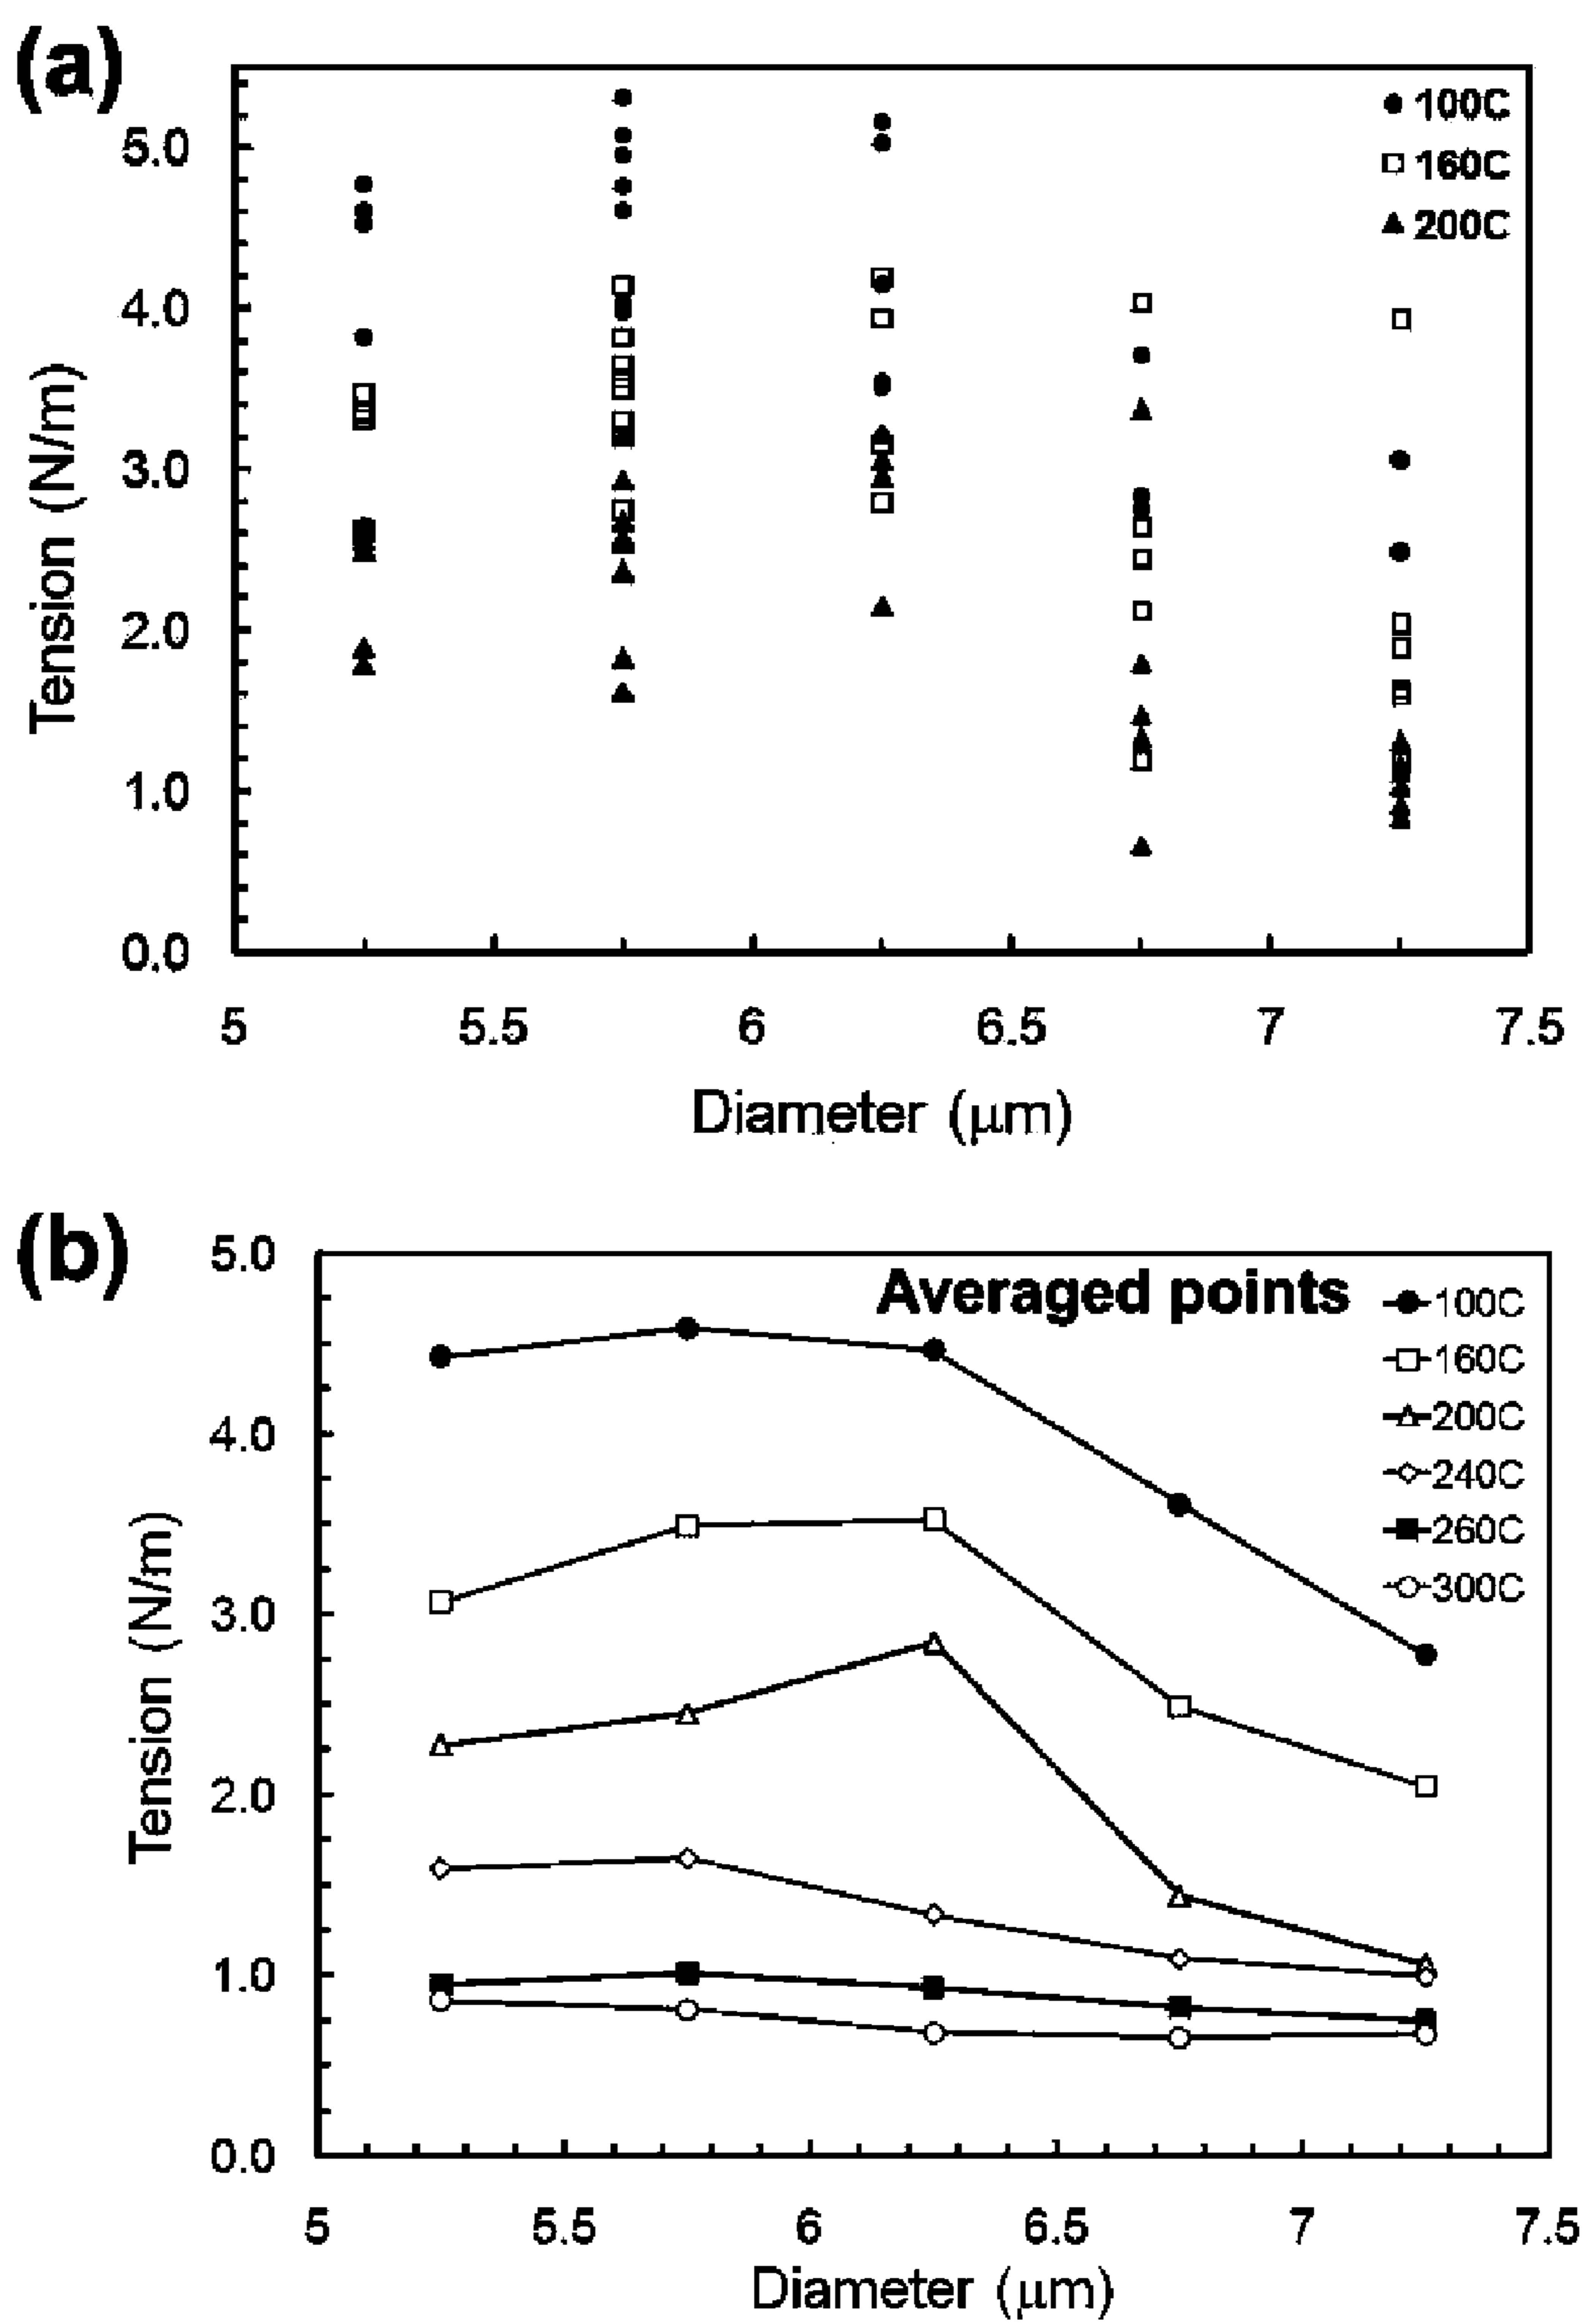 (a)
100C
160C
200C
5.0
4.0
3.0
2.0
1.0
0.0
Tension (N/m)
5 5.5 6 6.5 7 7.5
Diameter (μm)
(b)
Averaged points
100C
160C
200C
240C
260C
300C
5.0
4.0
3.0
2.0
1.0
0.0
Tension (N/m)
5 5.5 6 6.5 7 7.5
Diameter (μm)